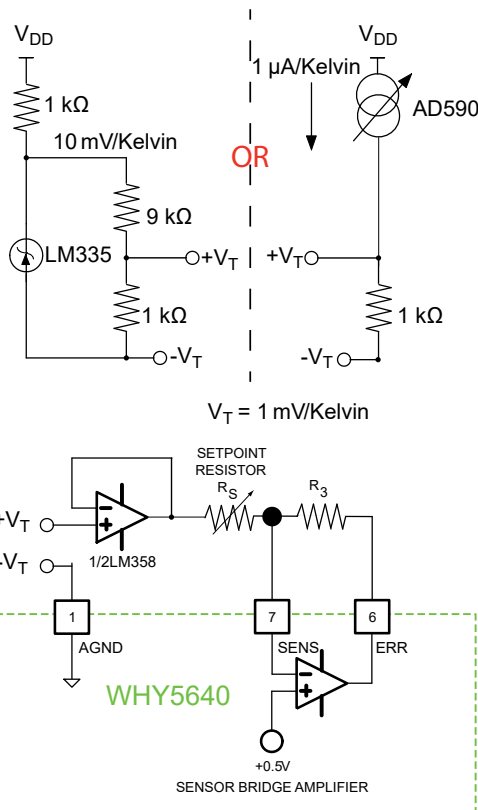 VDD
1 kΩ
10 mV/Kelvin
9 kΩ
LM335
+VT
1 kΩ
-VT
OR
VDD
1 µA/Kelvin
AD590
+VT
1 kΩ
-VT
VT = 1 mV/Kelvin
SETPOINT
RESISTOR
RS
R3
+VT
1/2LM358
-VT
1
7
6
AGND
SENS
ERR
WHY5640
+0.5V
SENSOR BRIDGE AMPLIFIER